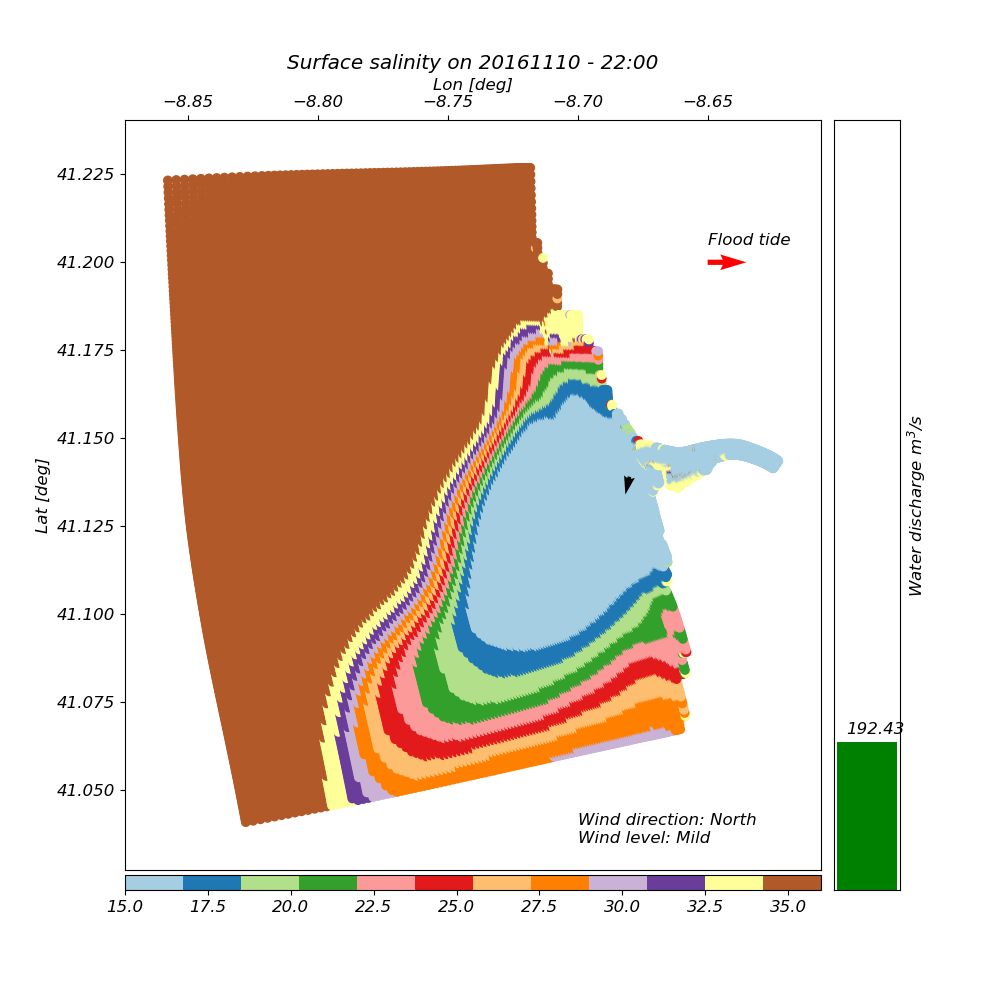 Surface salinity on 20161110 - 22:00
Lon [deg]
−8.85 −8.80 −8.75 −8.70 −8.65
41.225
41.200
41.175
41.150
41.125
41.100
41.075
41.050
Lat [deg]
Flood tide
Water discharge m³/s
192.43
Wind direction: North
Wind level: Mild
15.0 17.5 20.0 22.5 25.0 27.5 30.0 32.5 35.0